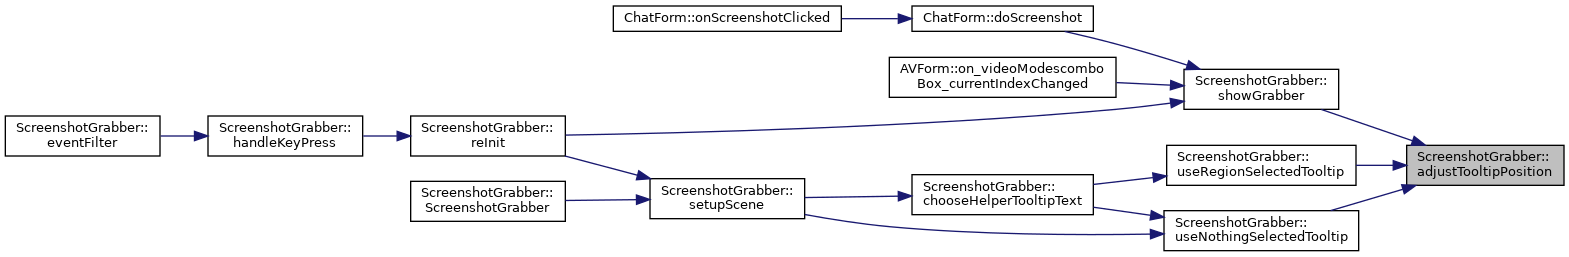 ChatForm::onScreenshotClicked
ChatForm::doScreenshot
AVForm::on_videoModescombo
Box_currentIndexChanged
ScreenshotGrabber::
showGrabber
ScreenshotGrabber::
eventFilter
ScreenshotGrabber::
handleKeyPress
ScreenshotGrabber::
reInit
ScreenshotGrabber::
adjustTooltipPosition
ScreenshotGrabber::
useRegionSelectedTooltip
ScreenshotGrabber::
ScreenshotGrabber
ScreenshotGrabber::
setupScene
ScreenshotGrabber::
chooseHelperTooltipText
ScreenshotGrabber::
useNothingSelectedTooltip